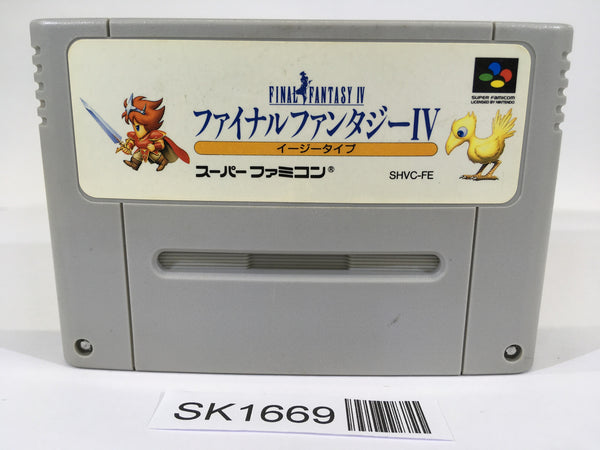 FINAL FANTASY IV
ファイナルファンタジーIV
イージータイプ
スーパーファミコン®
SHVC-FE
SUPER FAMICOM
LICENSED BY NINTENDO
SK1669